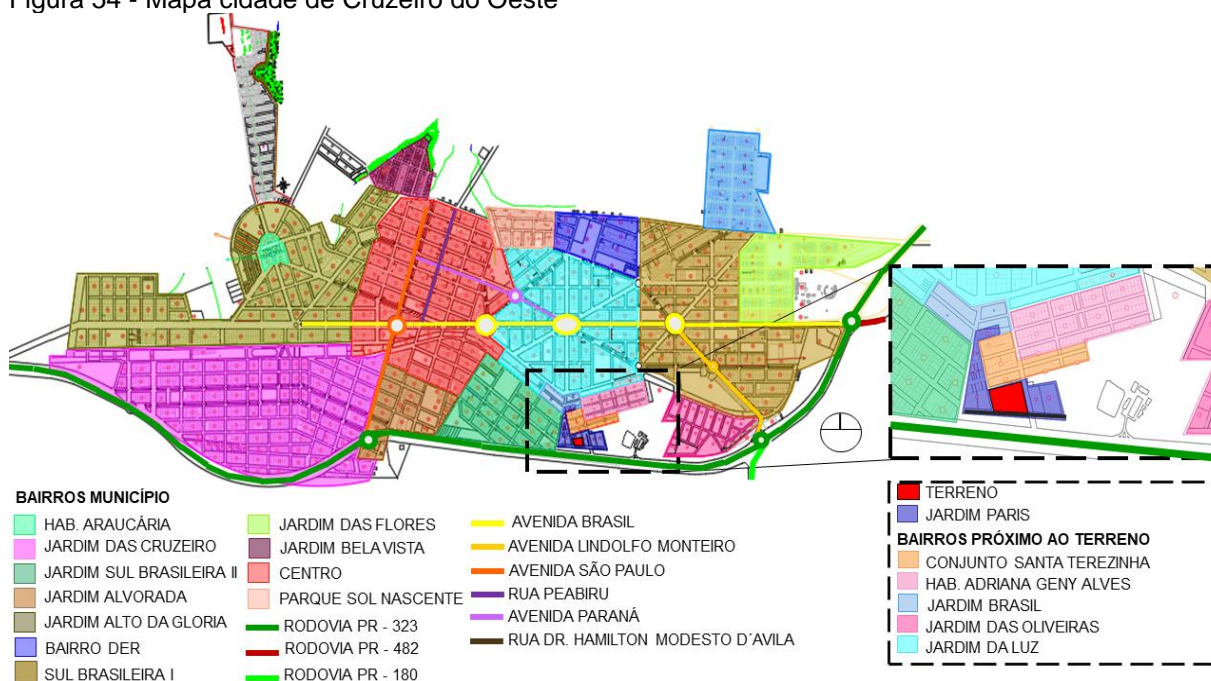 Figura 54 - Mapa cidade de Cruzeiro do Oeste
BAIRROS MUNICÍPIO
HAB. ARAUCÁRIA
JARDIM DAS CRUZEIRO
JARDIM SUL BRASILEIRA II
JARDIM ALVORADA
JARDIM ALTO DA GLORIA
BAIRRO DER
SUL BRASILEIRA I
JARDIM DAS FLORES
JARDIM BELAVISTA
CENTRO
PARQUE SOL NASCENTE
RODOVIA PR - 323
RODOVIA PR - 482
RODOVIA PR - 180
AVENIDA BRASIL
AVENIDA LINDOLFO MONTEIRO
AVENIDA SÃO PAULO
RUA PEABIRU
AVENIDA PARANÁ
RUA DR. HAMILTON MODESTO D´AVILA
TERRENO
JARDIM PARIS
BAIRROS PRÓXIMO AO TERRENO
CONJUNTO SANTA TEREZINHA
HAB. ADRIANA GENY ALVES
JARDIM BRASIL
JARDIM DAS OLIVEIRAS
JARDIM DA LUZ